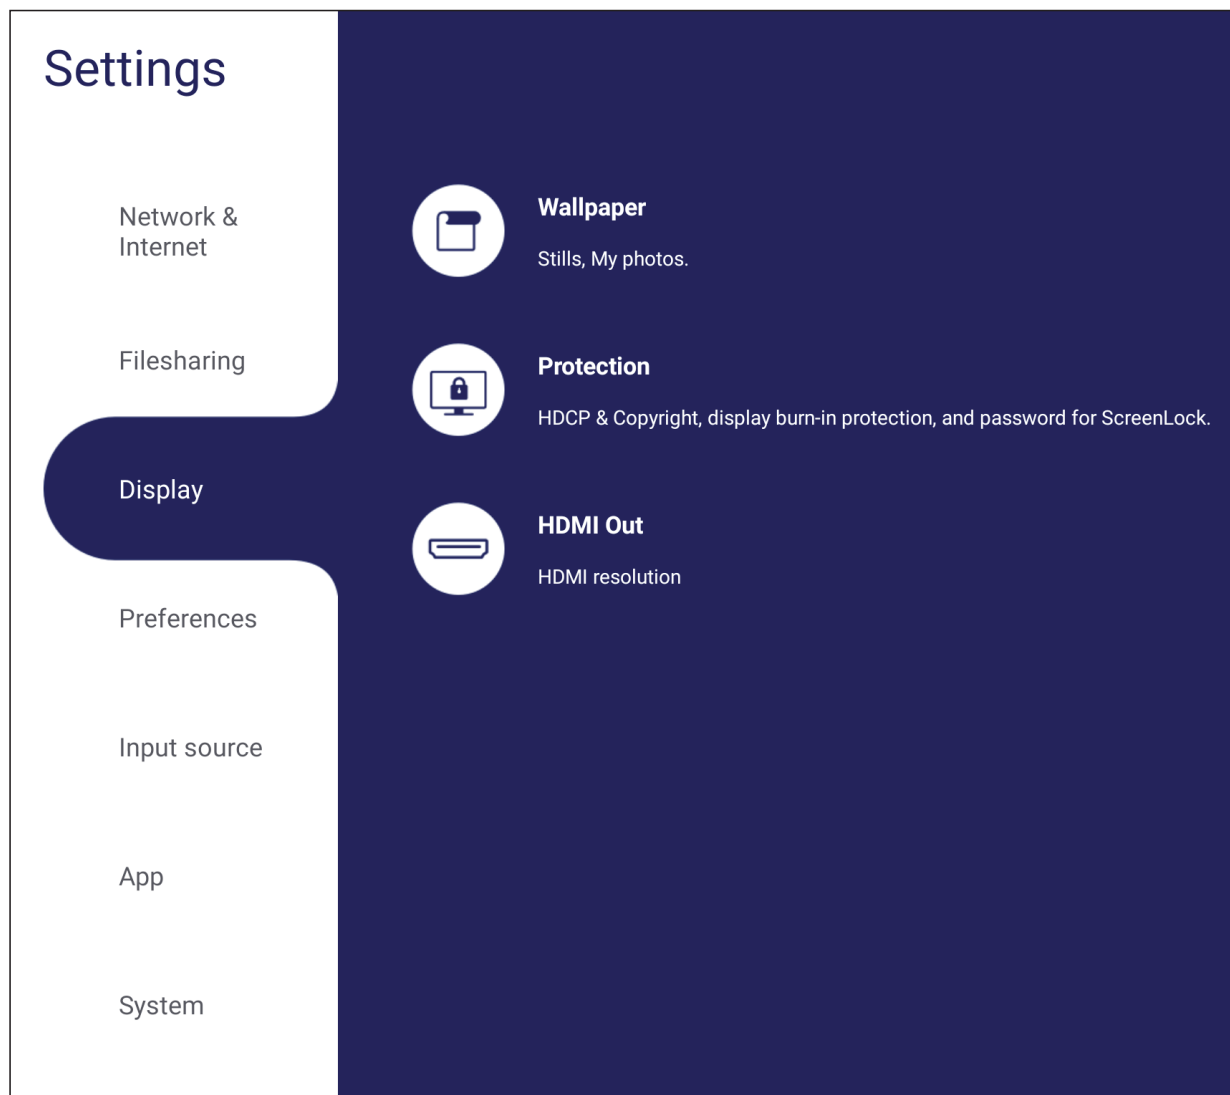 Settings
Network &
Internet
Filesharing
Display
Preferences
Input source
App
System
Wallpaper
Stills, My photos.
Protection
HDCP & Copyright, display burn-in protection, and password for ScreenLock.
HDMI Out
HDMI resolution